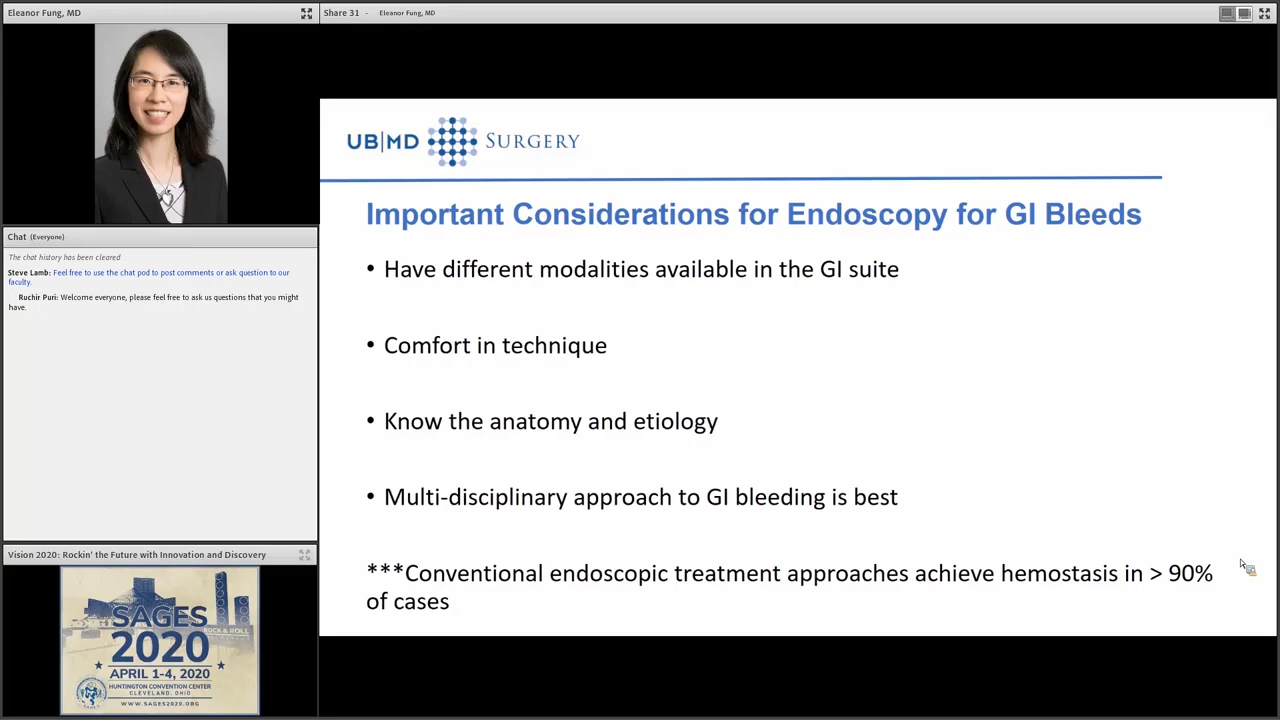 Eleanor Fung, MD
Share 31 - Eleanor Fung, MD
Chat (Everyone)
The chat history has been cleared
Steve Lamb: Feel free to use the chat pod to post comments or ask question to our
faculty.
Ruchir Puri: Welcome everyone, please feel free to ask us questions that you might
have.
Vision 2020: Rockin' the Future with Innovation and Discovery
SAGES
ROCK & ROLL
2020
APRIL 1-4, 2020
HUNTINGTON CONVENTION CENTER
CLEVELAND, OHIO
WWW.SAGES2020.ORG
UB|MD SURGERY
Important Considerations for Endoscopy for GI Bleeds
• Have different modalities available in the GI suite
• Comfort in technique
• Know the anatomy and etiology
• Multi-disciplinary approach to GI bleeding is best
***Conventional endoscopic treatment approaches achieve hemostasis in > 90%
of cases